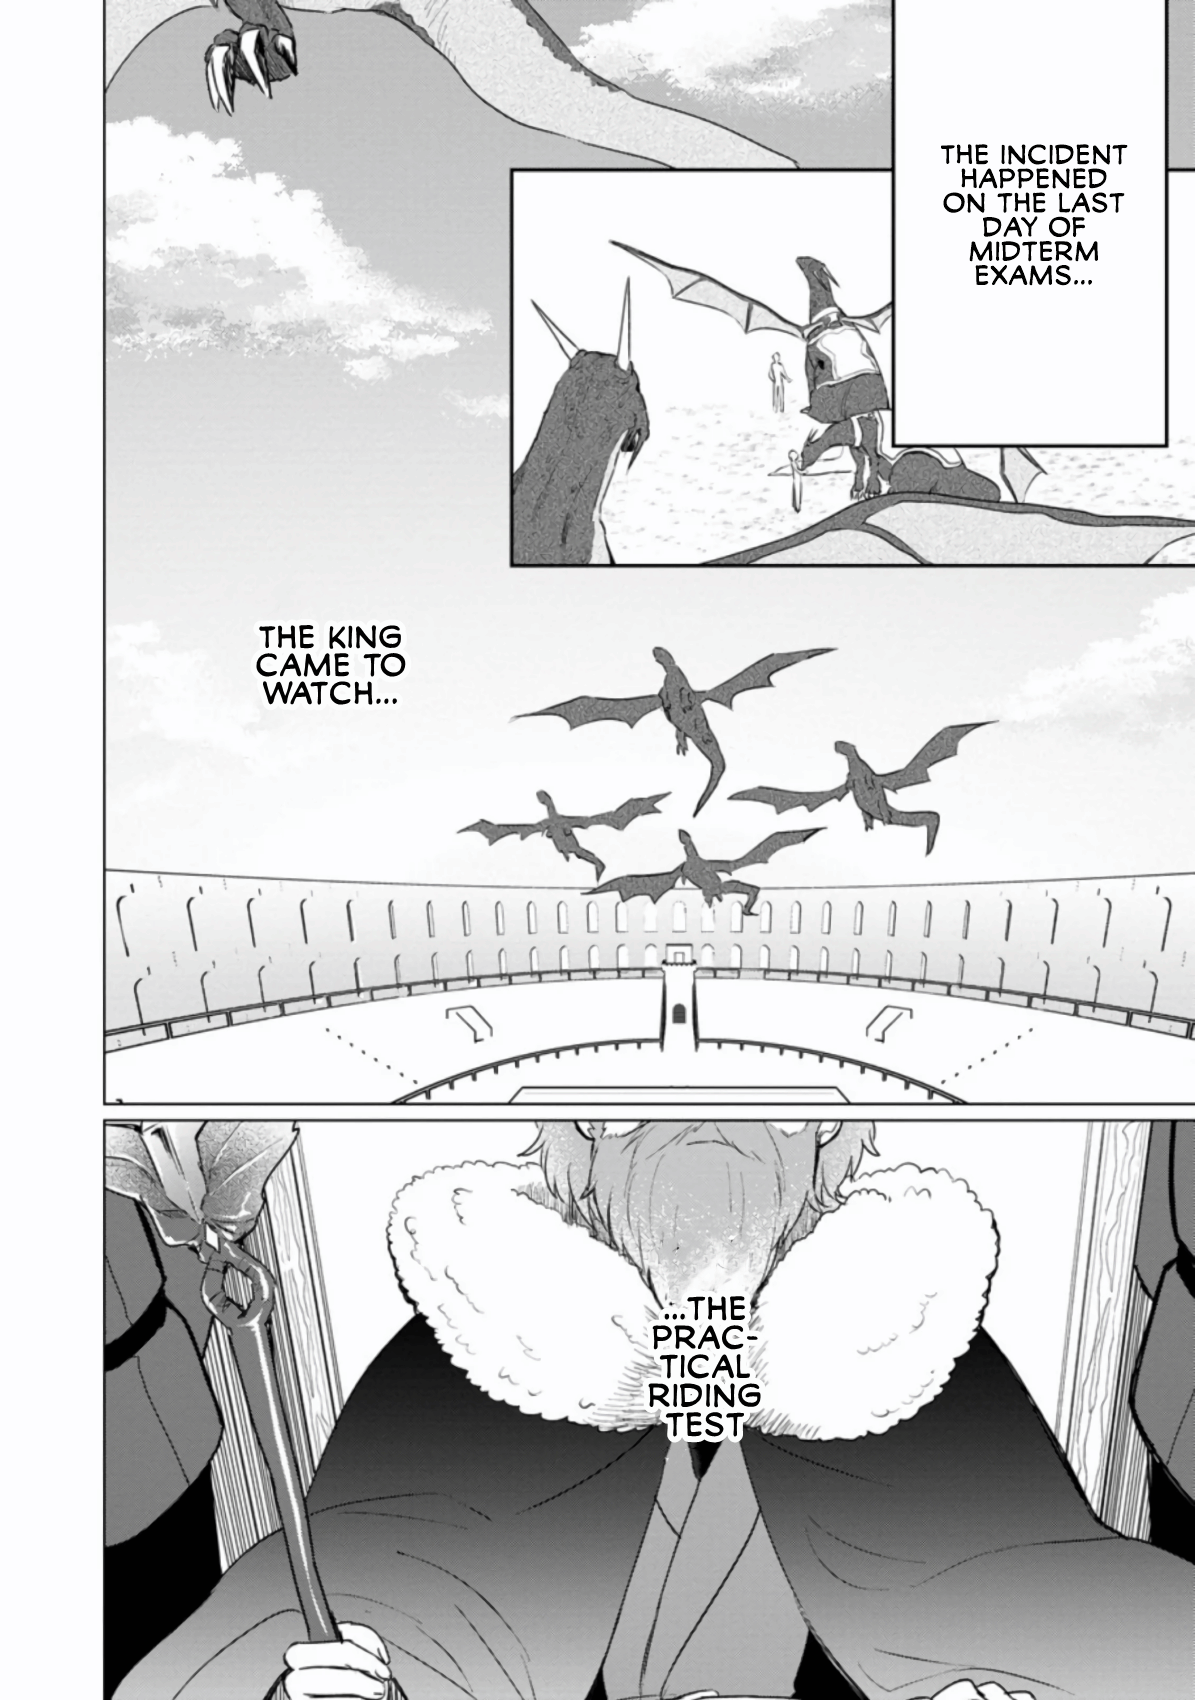 THE INCIDENT
HAPPENED
ON THE LAST
DAY OF
MIDTERM
EXAMS...
THE KING
CAME TO
WATCH...
...THE
PRAC-
TICAL
RIDING
TEST